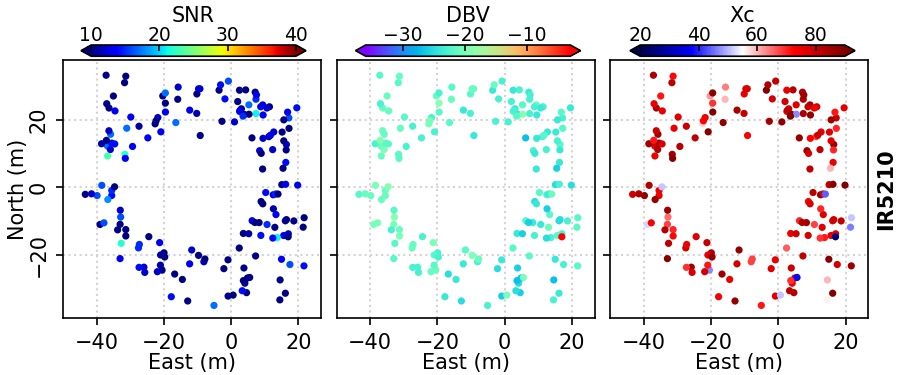 SNR DBV Xc
10 20 30 40 −30 −20 −10 20 40 60 80
North (m)
20
0
−20
−40 −20 0 20 −40 −20 0 20 −40 −20 0 20
East (m) East (m) East (m)
IR5210